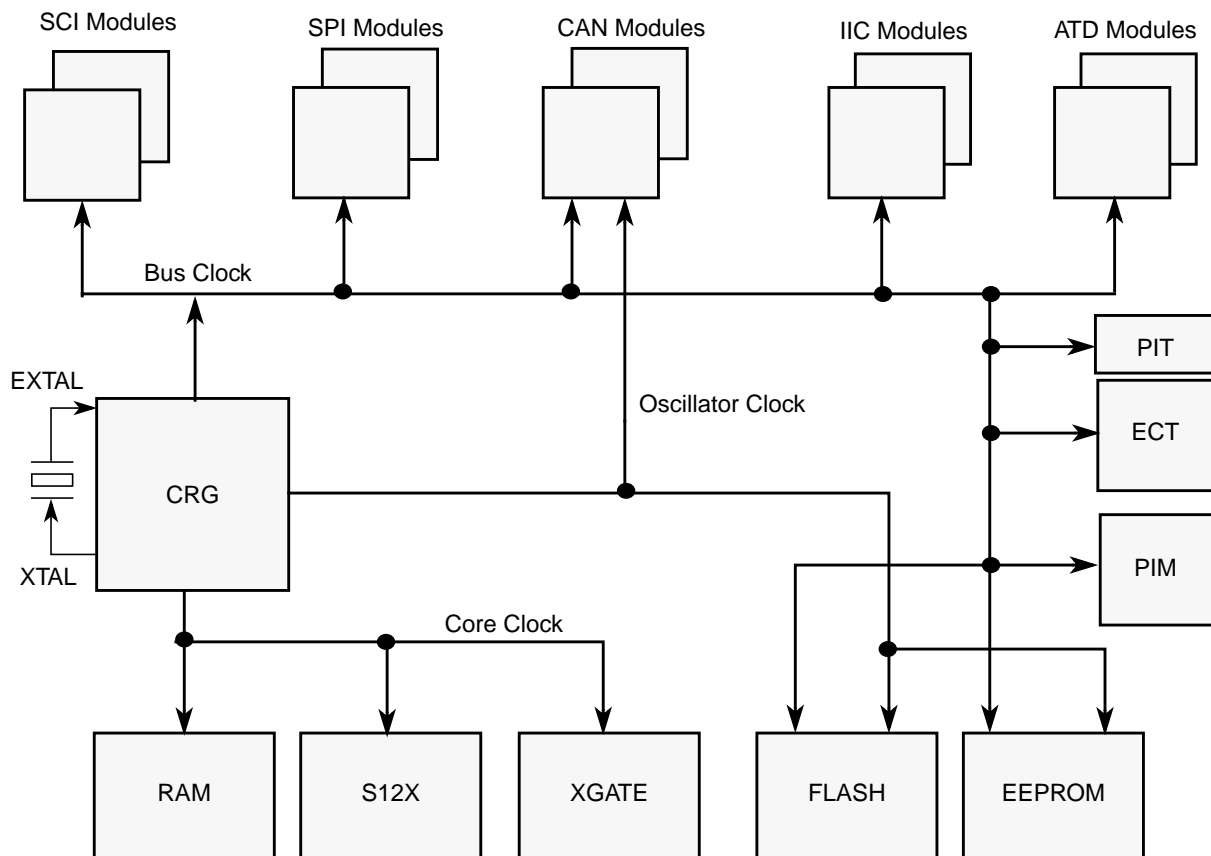 SCI Modules
SPI Modules
CAN Modules
IIC Modules
ATD Modules
Bus Clock
PIT
EXTAL
Oscillator Clock
ECT
CRG
XTAL
PIM
Core Clock
RAM
S12X
XGATE
FLASH
EEPROM